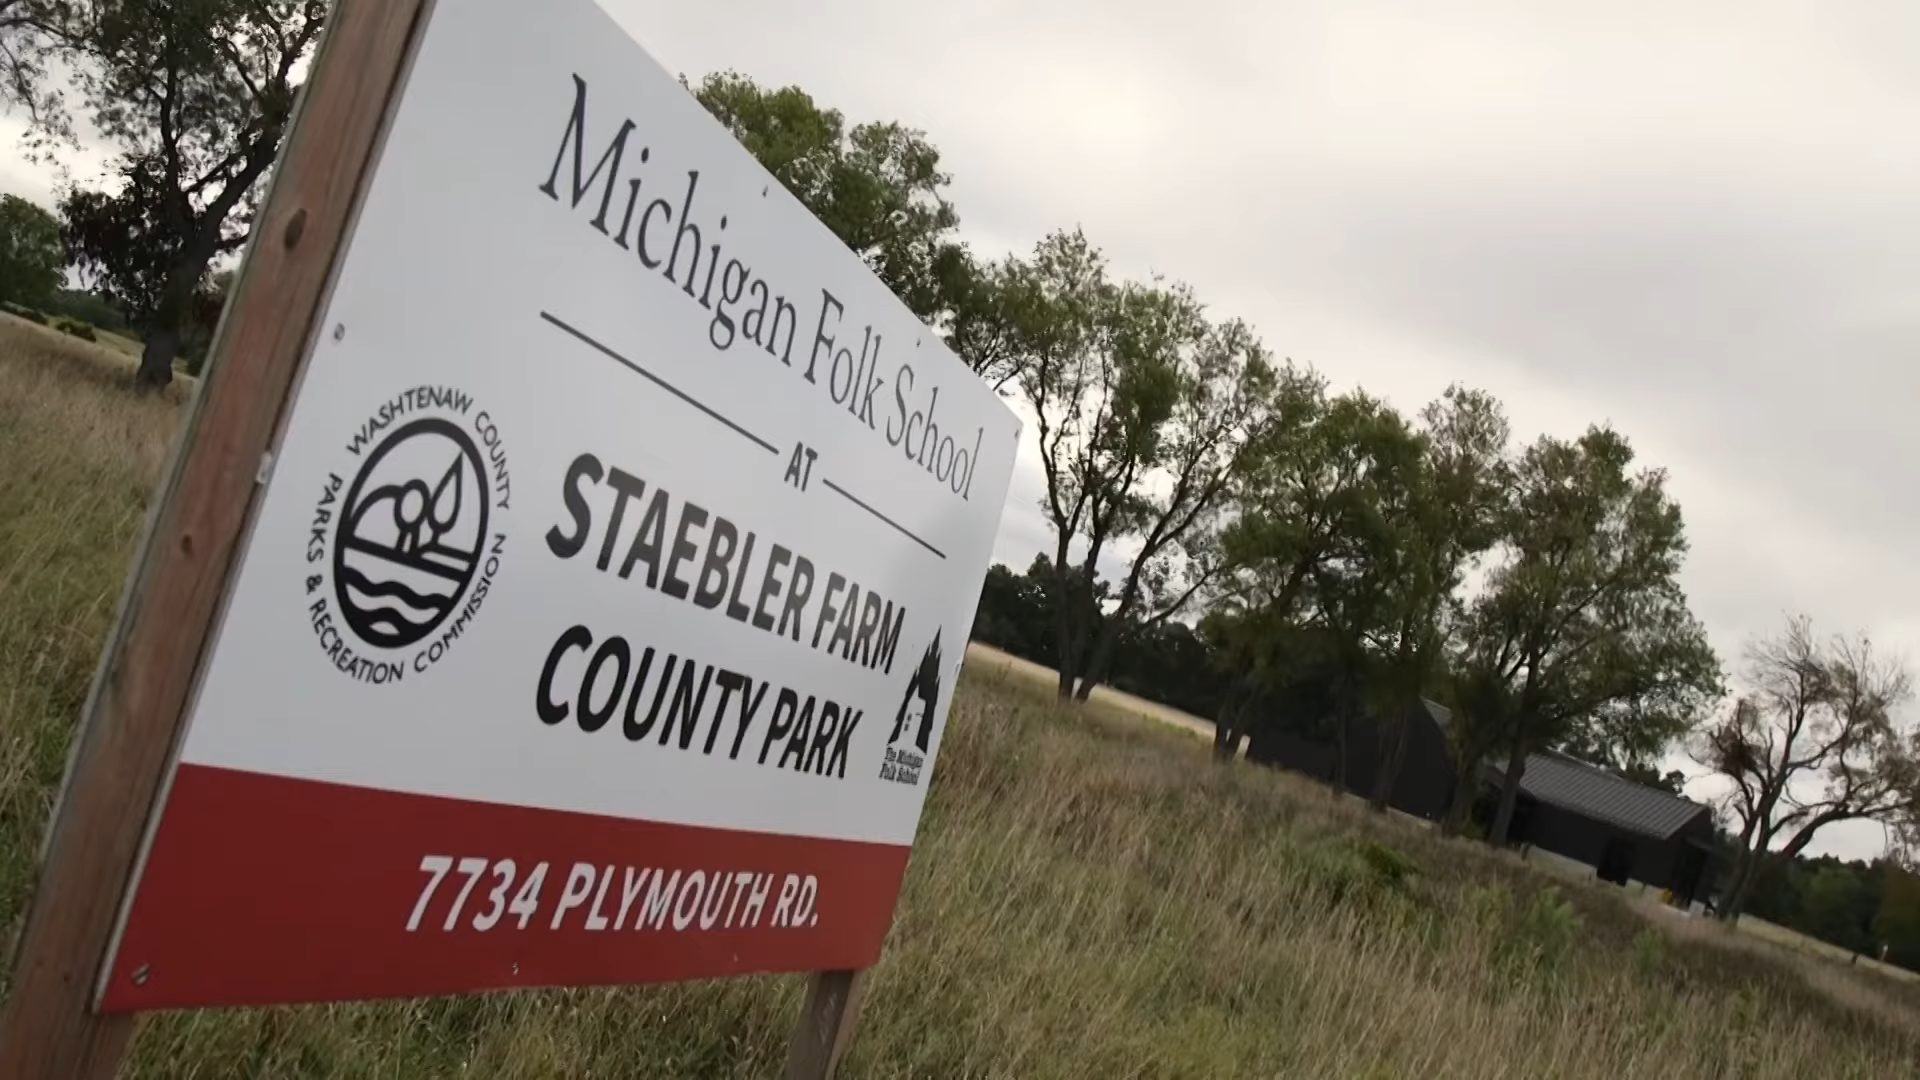 Michigan Folk School
AT
STAEBLER FARM
COUNTY PARK
WASHTENAW COUNTY
PARKS & RECREATION COMMISSION
The Michigan
Folk School
7734 PLYMOUTH RD.